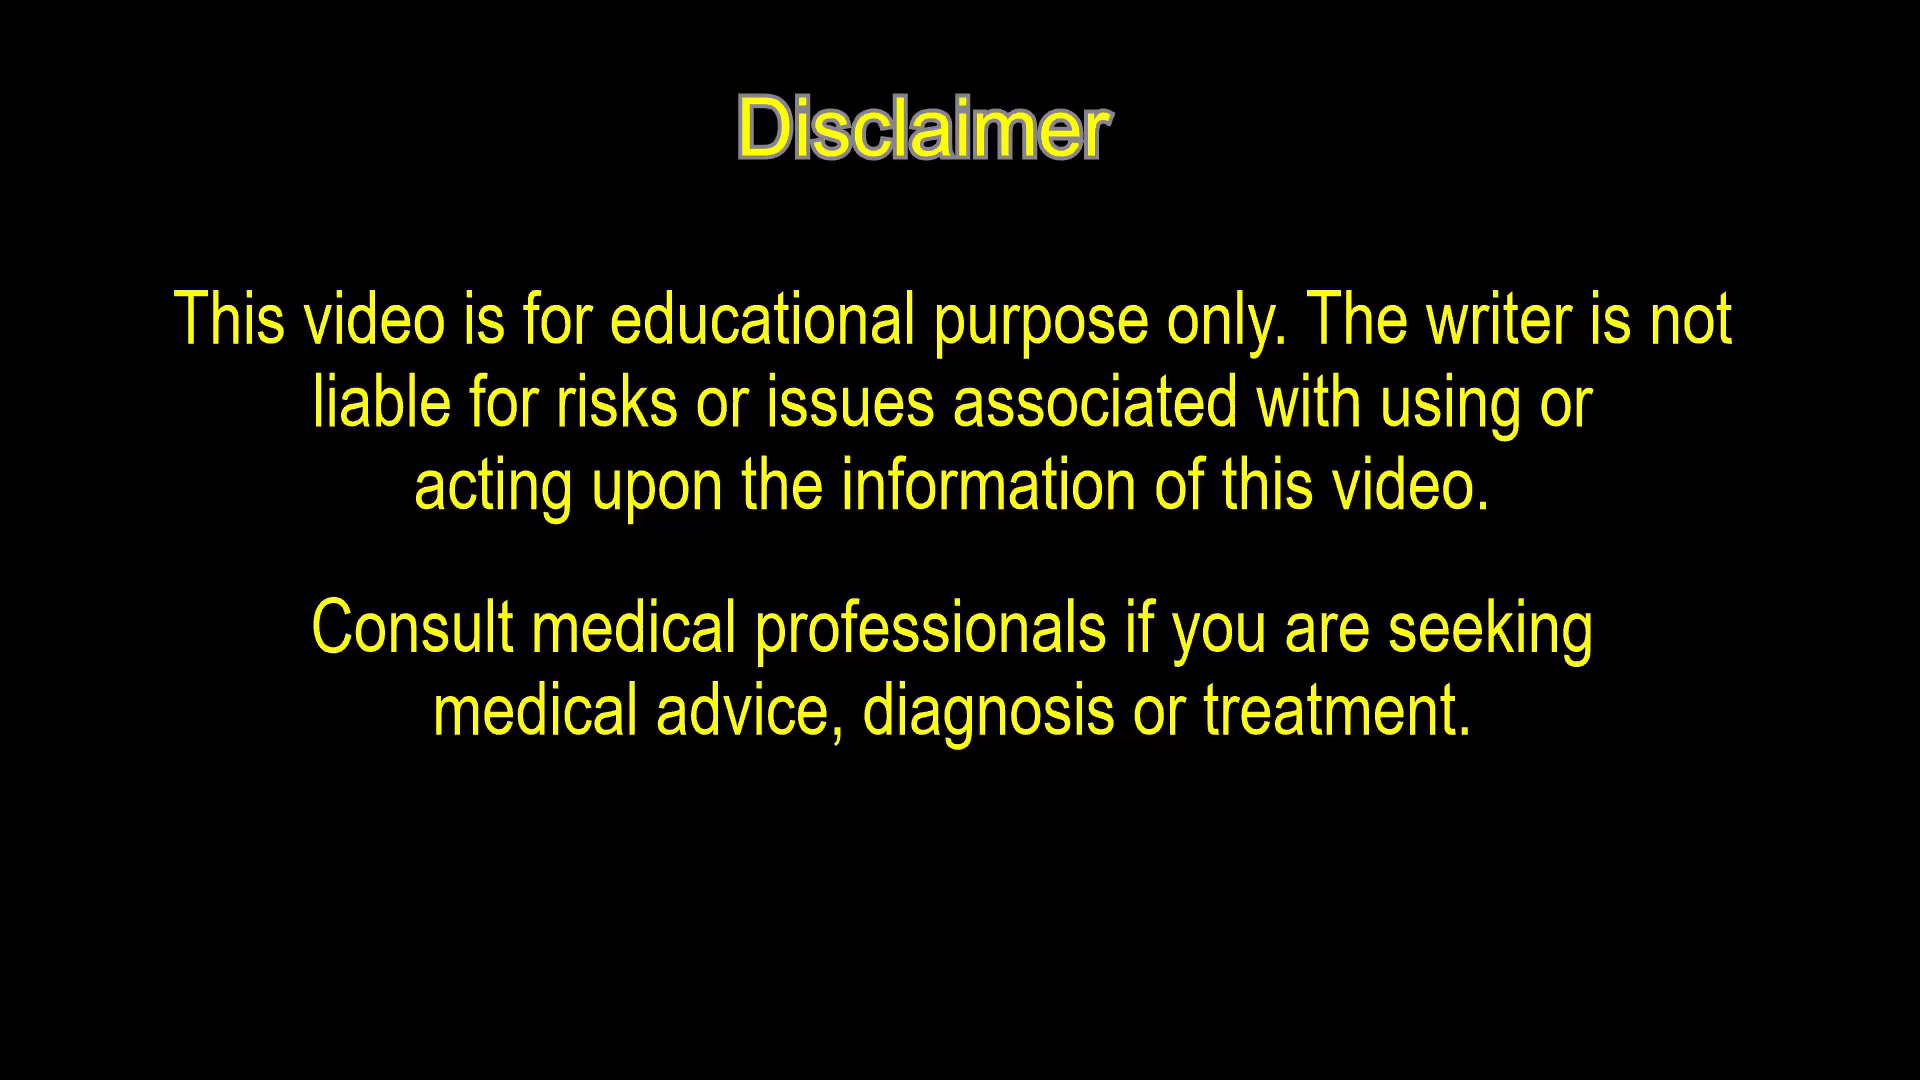 Disclaimer
This video is for educational purpose only. The writer is not
liable for risks or issues associated with using or
acting upon the information of this video.
Consult medical professionals if you are seeking
medical advice, diagnosis or treatment.